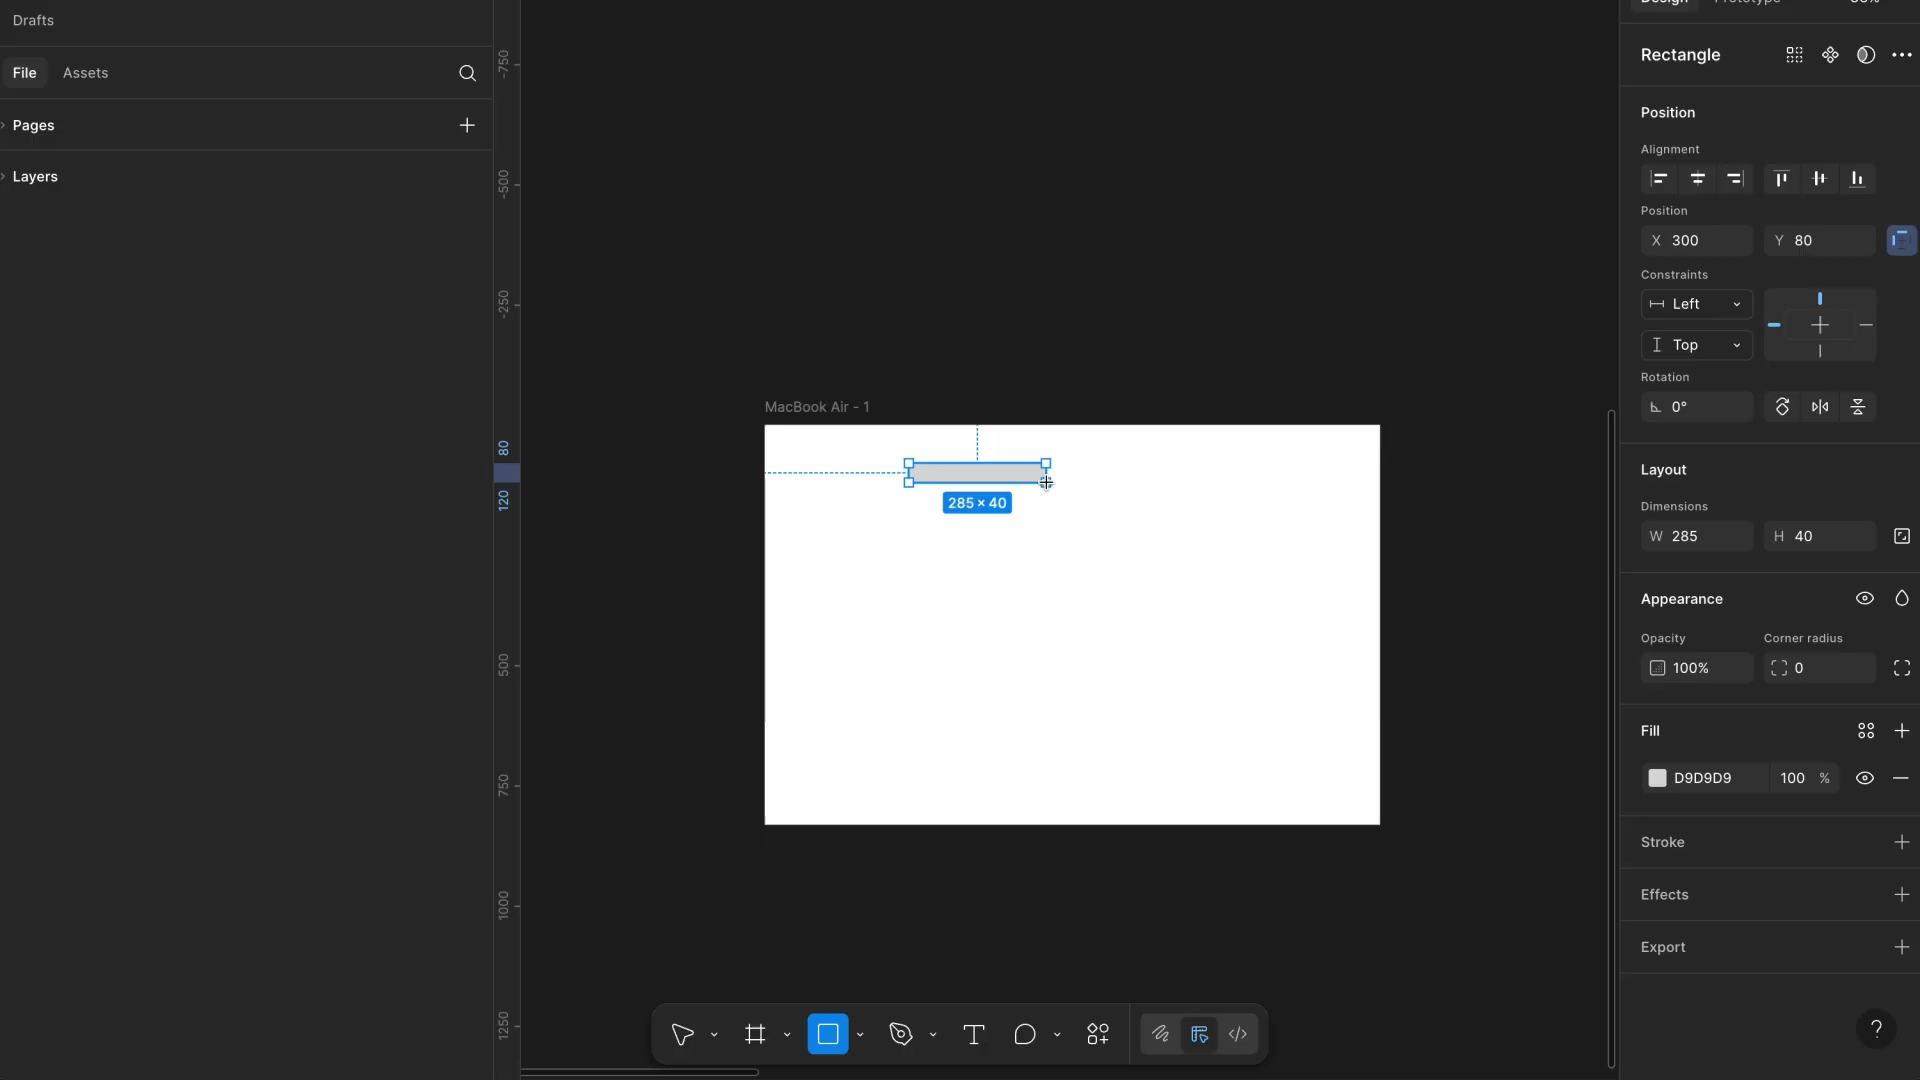 Drafts
File
Assets
Pages
Layers
-750
-500
-250
80
120
500
750
1000
1250
MacBook Air - 1
285 × 40
Design
Prototype
Rectangle
Position
Alignment
Position
X 300
Y 80
Constraints
Left
Top
Rotation
0°
Layout
Dimensions
W 285
H 40
Appearance
Opacity
Corner radius
100%
0
Fill
D9D9D9
100 %
Stroke
Effects
Export
?